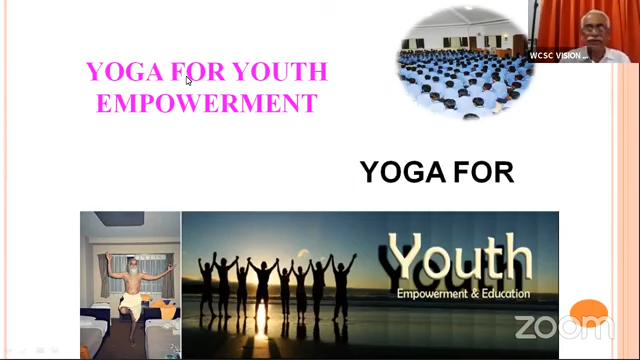 YOGA FOR YOUTH
EMPOWERMENT
WCSC VISION ...
YOGA FOR
Youth
Empowerment & Education
zoom